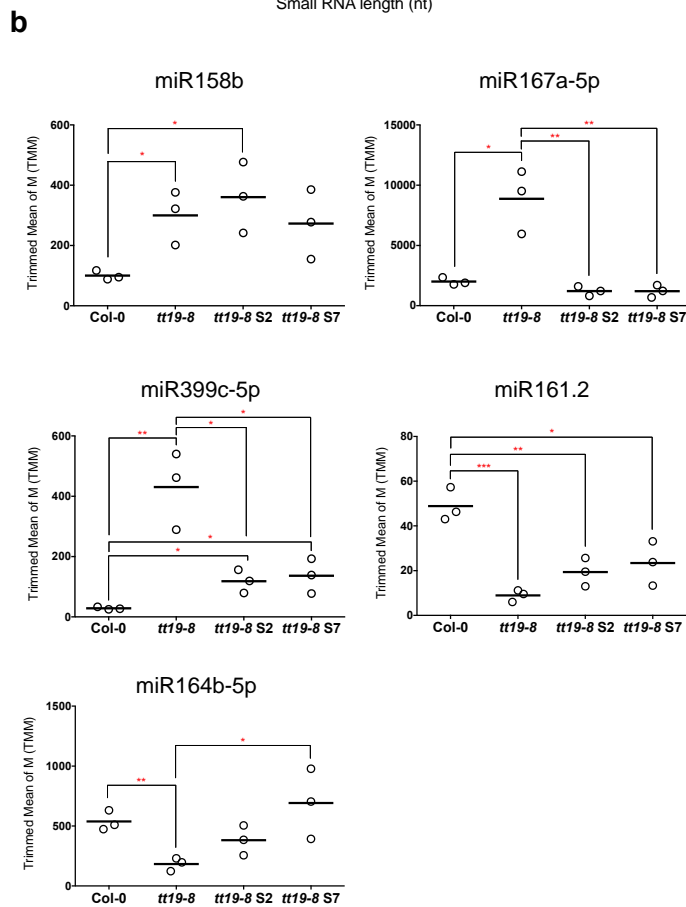 Small RNA length (nt)
b
miR158b
Trimmed Mean of M (TMM)
600
400
200
0
*
*
Col-0 tt19-8 tt19-8 S2 tt19-8 S7
miR167a-5p
Trimmed Mean of M (TMM)
15000
10000
5000
0
**
**
*
Col-0 tt19-8 tt19-8 S2 tt19-8 S7
miR399c-5p
Trimmed Mean of M (TMM)
600
400
200
0
*
*
**
*
*
Col-0 tt19-8 tt19-8 S2 tt19-8 S7
miR161.2
Trimmed Mean of M (TMM)
80
60
40
20
0
*
**
***
Col-0 tt19-8 tt19-8 S2 tt19-8 S7
miR164b-5p
Trimmed Mean of M (TMM)
1500
1000
500
0
*
**
Col-0 tt19-8 tt19-8 S2 tt19-8 S7